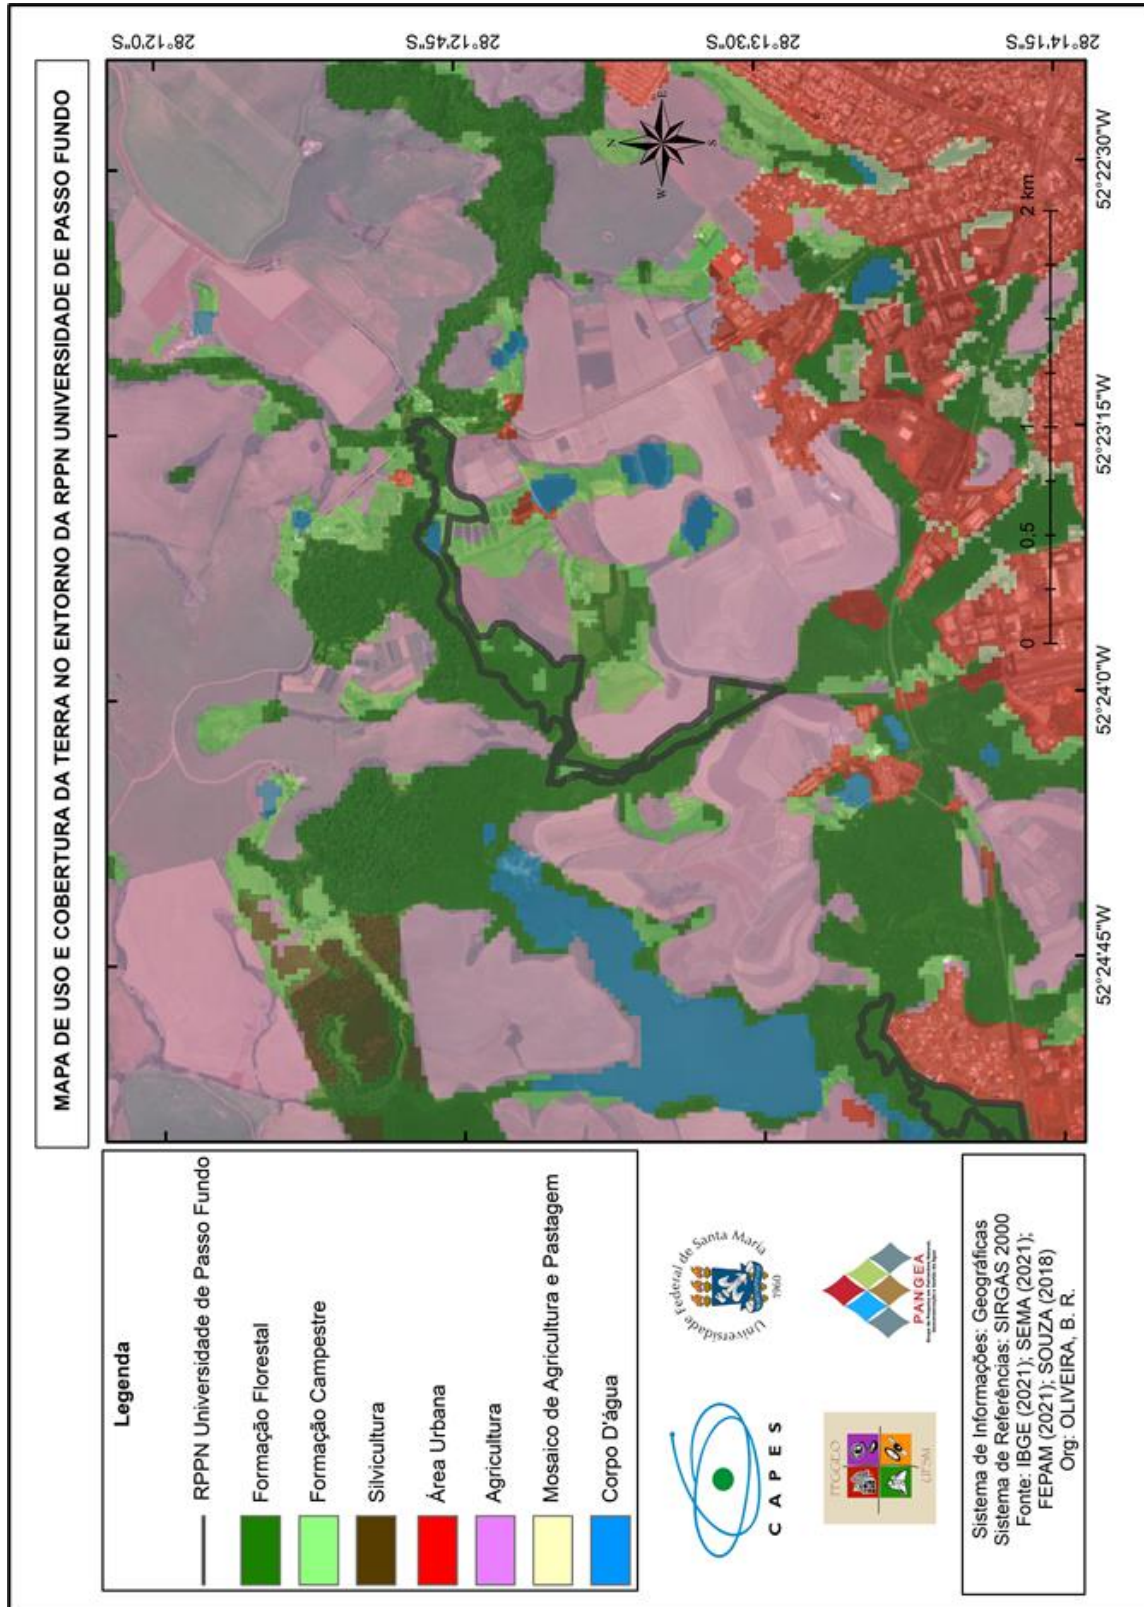 MAPA DE USO E COBERTURA DA TERRA NO ENTORNO DA RPPN UNIVERSIDADE DE PASSO FUNDO
28°12'0"S
28°12'45"S
28°13'30"S
28°14'15"S
52°24'45"W
52°24'0"W
52°23'15"W
52°22'30"W
N
E
S
W
0
0,5
1
2 km
Legenda
RPPN Universidade de Passo Fundo
Formação Florestal
Formação Campestre
Silvicultura
Área Urbana
Agricultura
Mosaico de Agricultura e Pastagem
Corpo D'água
CAPES
Universidade Federal de Santa Maria
1960
PPGGEO
UFSM
PANGEA
Sistema de Informações: Geográficas
Sistema de Referências: SIRGAS 2000
Fonte: IBGE (2021); SEMA (2021);
FEPAM (2021); SOUZA (2018)
Org: OLIVEIRA, B. R.